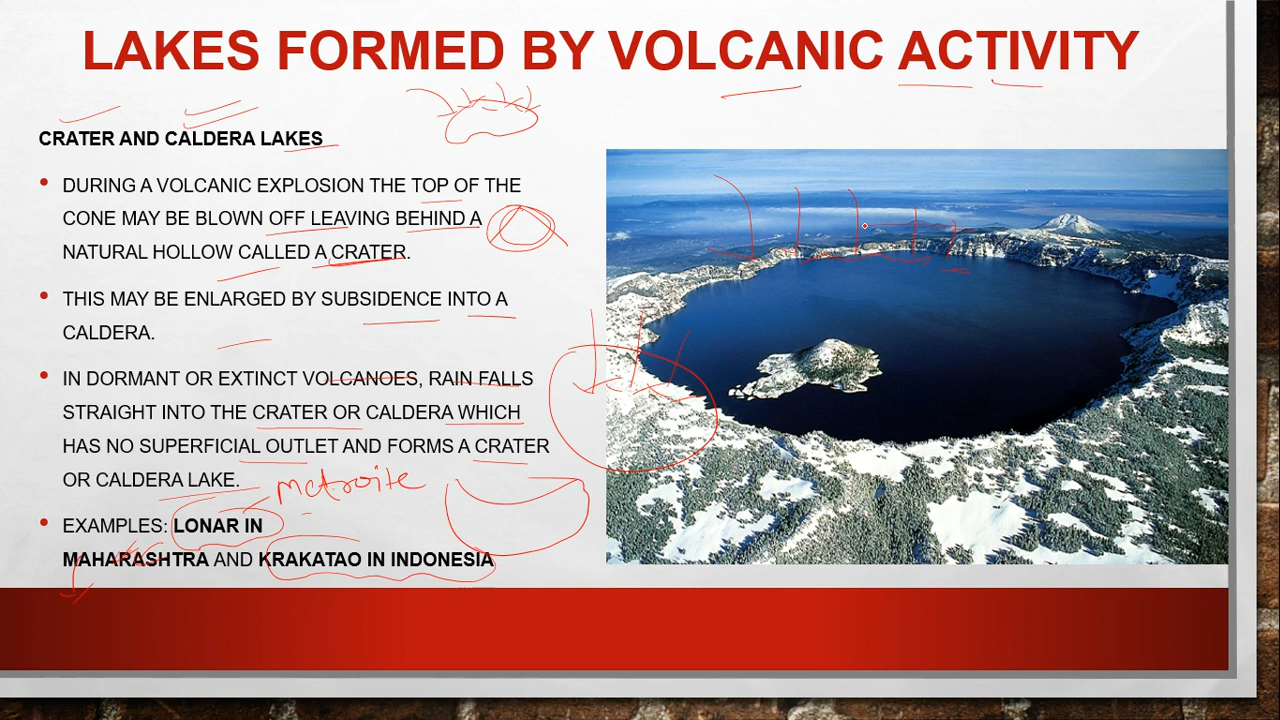 LAKES FORMED BY VOLCANIC ACTIVITY
CRATER AND CALDERA LAKES
• DURING A VOLCANIC EXPLOSION THE TOP OF THE
CONE MAY BE BLOWN OFF LEAVING BEHIND A
NATURAL HOLLOW CALLED A CRATER.
• THIS MAY BE ENLARGED BY SUBSIDENCE INTO A
CALDERA.
• IN DORMANT OR EXTINCT VOLCANOES, RAIN FALLS
STRAIGHT INTO THE CRATER OR CALDERA WHICH
HAS NO SUPERFICIAL OUTLET AND FORMS A CRATER
OR CALDERA LAKE.
Metroite
• EXAMPLES: LONAR IN
MAHARASHTRA AND KRAKATAO IN INDONESIA